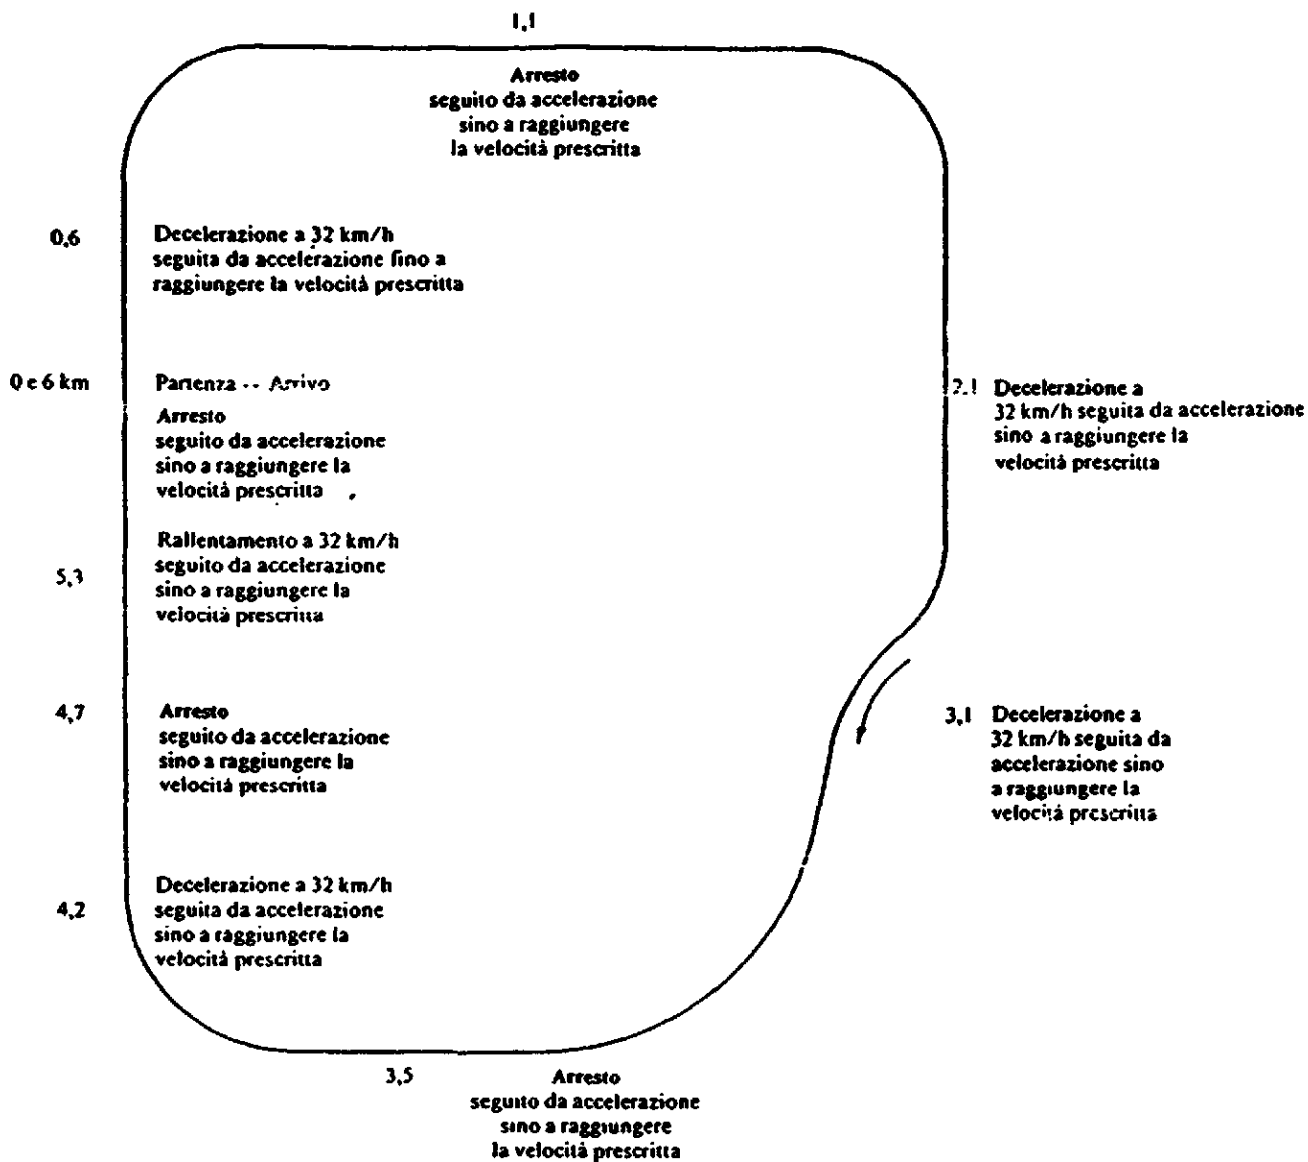 1,1
Arresto
seguito da accelerazione
sino a raggiungere
la velocità prescritta
0,6
Decelerazione a 32 km/h
seguita da accelerazione fino a
raggiungere la velocità prescritta
0 e 6 km
Partenza -- Arrivo
Arresto
seguito da accelerazione
sino a raggiungere la
velocità prescritta
2,1
Decelerazione a
32 km/h seguita da accelerazione
sino a raggiungere la
velocità prescritta
5,3
Rallentamento a 32 km/h
seguito da accelerazione
sino a raggiungere la
velocità prescritta
4,7
Arresto
seguito da accelerazione
sino a raggiungere la
velocità prescritta
3,1
Decelerazione a
32 km/h seguita da
accelerazione sino
a raggiungere la
velocità prescritta
4,2
Decelerazione a 32 km/h
seguita da accelerazione
sino a raggiungere la
velocità prescritta
3,5
Arresto
seguito da accelerazione
sino a raggiungere
la velocità prescritta